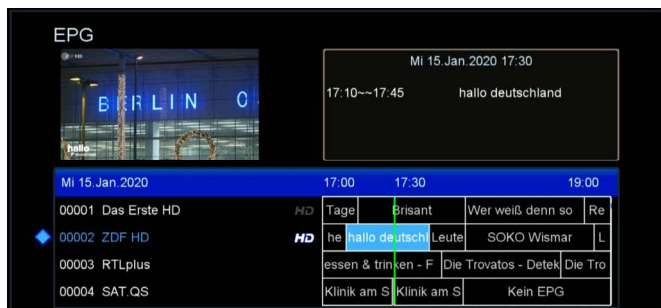 EPG
ZDF HD
BERLIN C
hallo
deutschland
Mi 15.Jan.2020 17:30
17:10~~17:45 hallo deutschland
Mi 15.Jan.2020 17:00 17:30 19:00
00001 Das Erste HD HD Tage Brisant Wer weiß denn so Re
00002 ZDF HD HD he hallo deutschl Leute SOKO Wismar L
00003 RTLplus essen & trinken - F Die Trovatos - Detek Die Tro
00004 SAT.QS Klinik am S Klinik am S Kein EPG